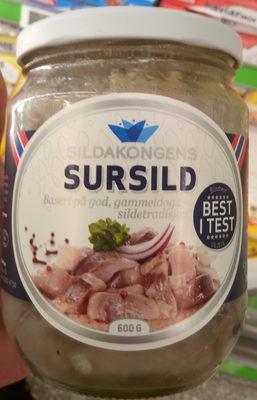 SILDAKONGENS
SURSILD
Basert på god, gammeldags
sildetradisjon
BEST
I TEST
600 G